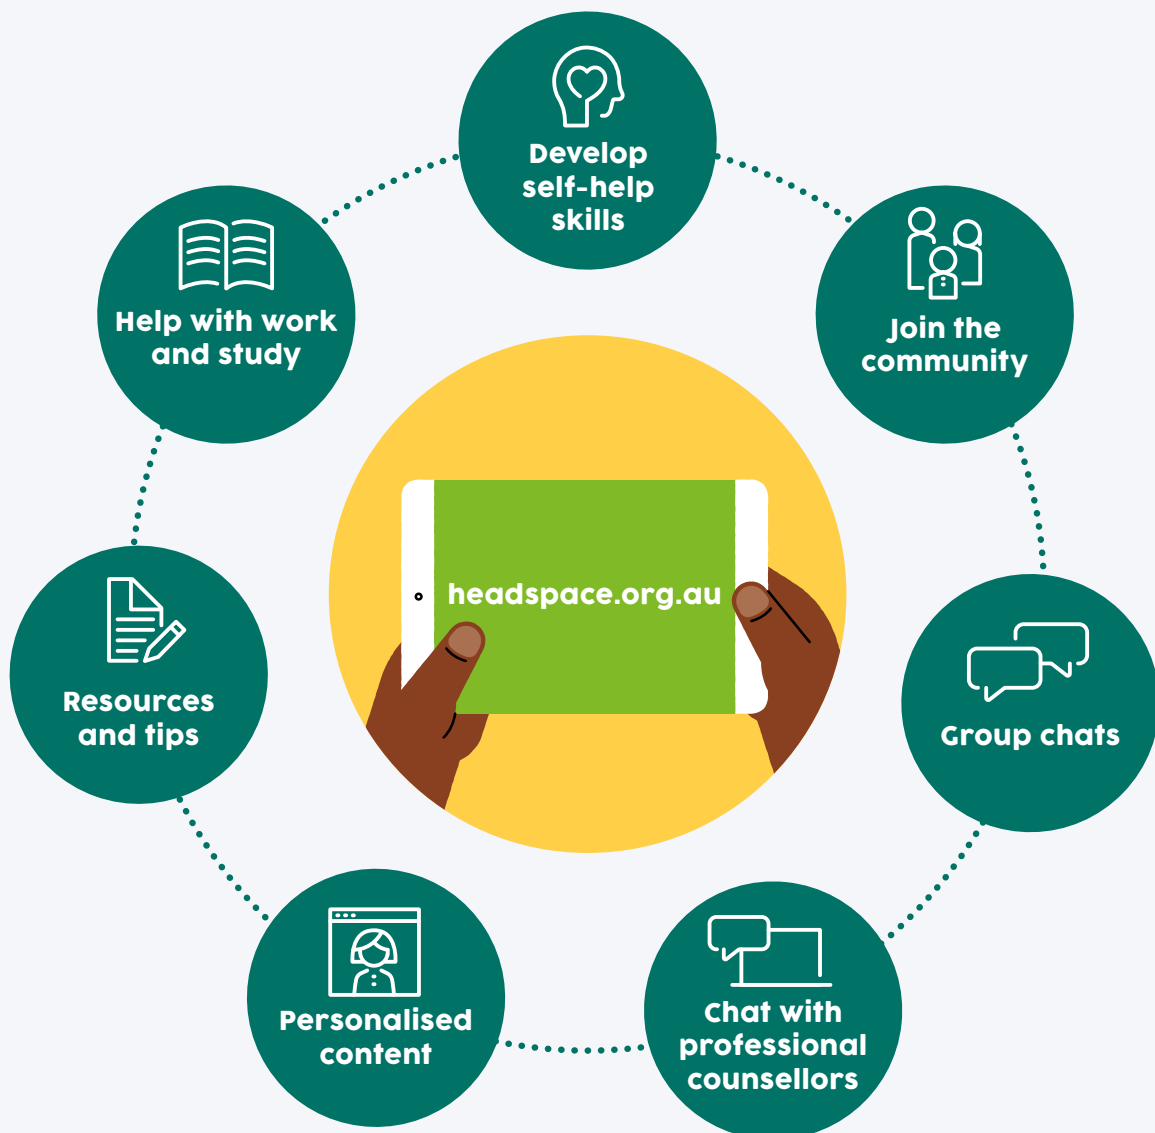 Develop
self-help
skills
Join the
community
Group chats
Chat with
professional
counsellors
Personalised
content
Resources
and tips
Help with work
and study
headspace.org.au